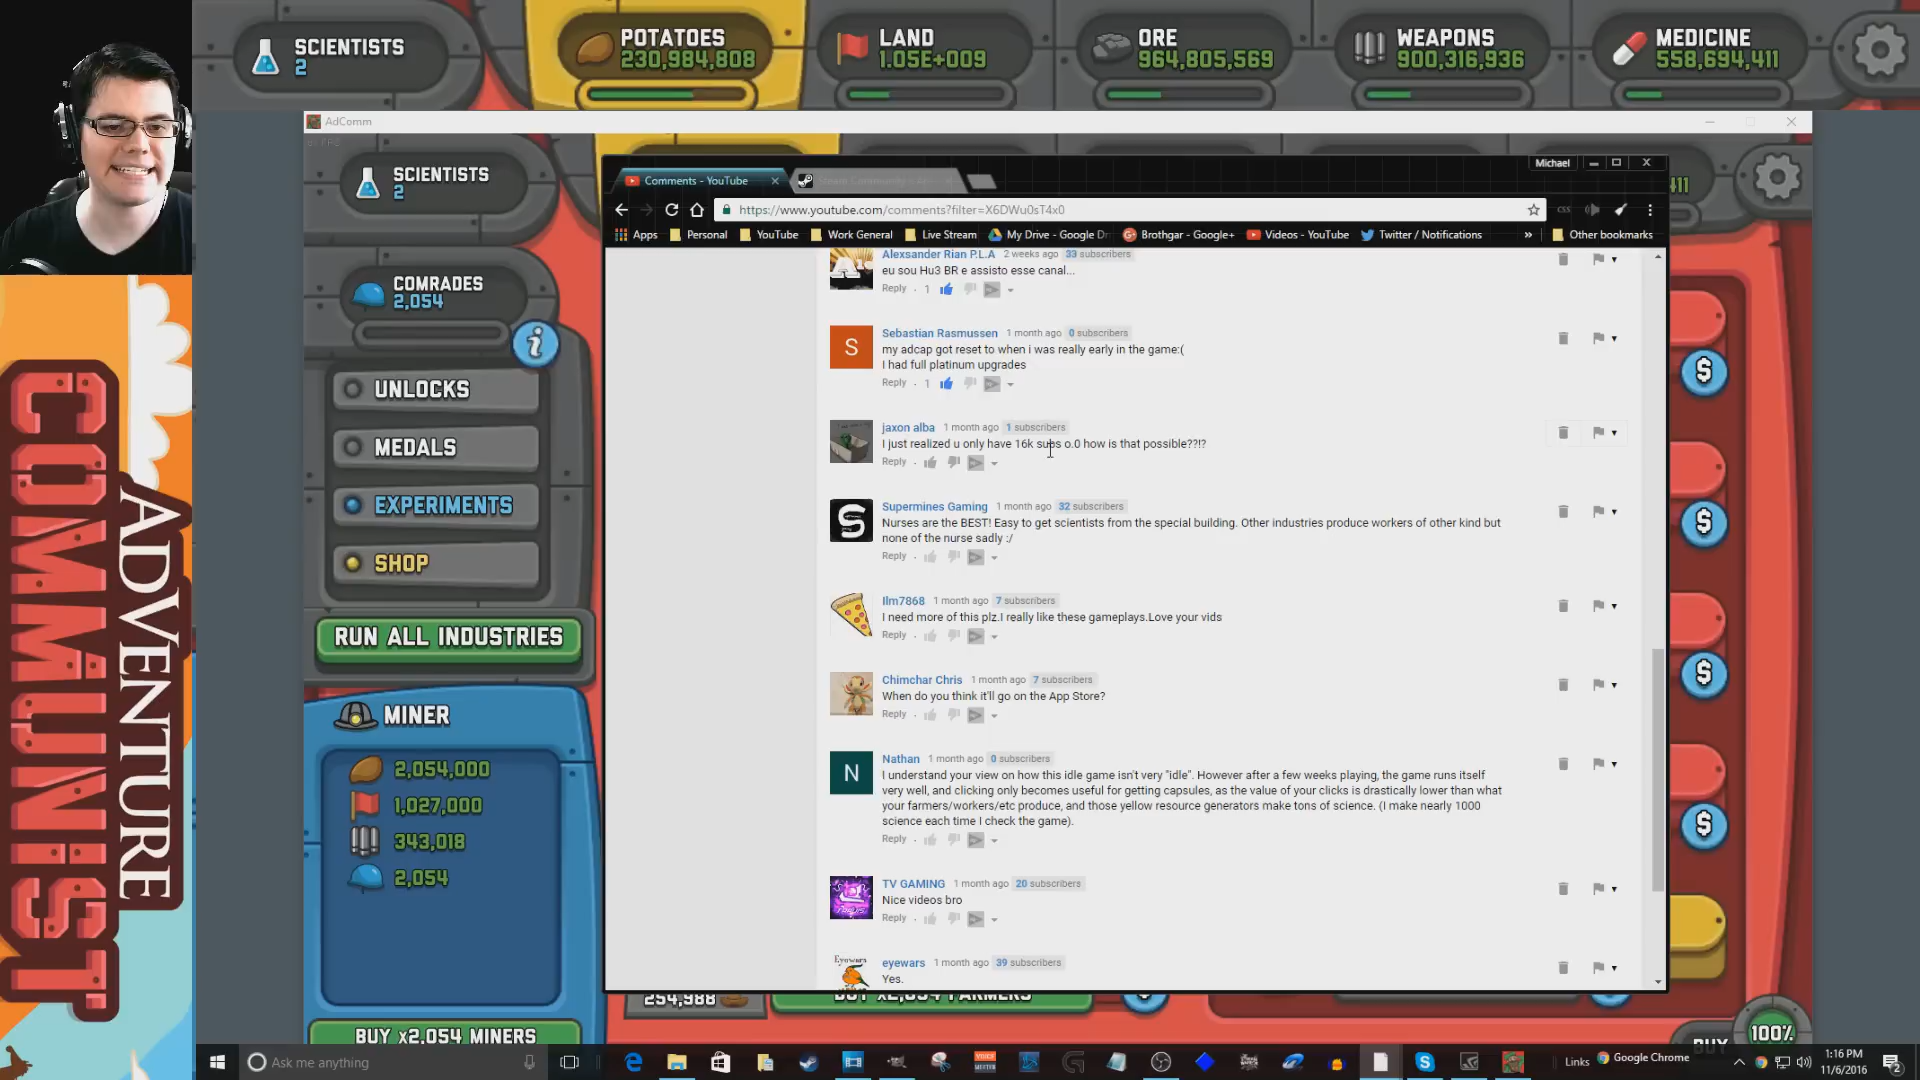 SCIENTISTS
2
POTATOES
230,984,808
LAND
1.05E+009
ORE
964,805,569
WEAPONS
900,316,936
MEDICINE
558,694,411
AdComm
SCIENTISTS
2
COMRADES
2,054
UNLOCKS
MEDALS
EXPERIMENTS
SHOP
RUN ALL INDUSTRIES
MINER
2,054,000
1,027,000
343,018
2,054
BUY x2,054 MINERS
ADVENTURE
COMMUNIST
Michael
Comments - YouTube
https://www.youtube.com/comments?filter=X6DWu0sT4x0
Apps Personal YouTube Work General Live Stream My Drive - Google Dr Brothgar - Google+ Videos - YouTube Twitter / Notifications » Other bookmarks
Alexsander Rian P.L.A 2 weeks ago 33 subscribers
eu sou Hu3 BR e assisto esse canal...
Reply · 1
Sebastian Rasmussen 1 month ago 0 subscribers
my adcap got reset to when i was really early in the game:(
I had full platinum upgrades
Reply · 1
S
jaxon alba 1 month ago 1 subscribers
I just realized u only have 16k subs o.0 how is that possible??!?
Reply ·
Supermines Gaming 1 month ago 32 subscribers
Nurses are the BEST! Easy to get scientists from the special building. Other industries produce workers of other kind but
none of the nurse sadly :/
Reply ·
Ilm7868 1 month ago 7 subscribers
I need more of this plz.I really like these gameplays.Love your vids
Reply ·
Chimchar Chris 1 month ago 7 subscribers
When do you think it'll go on the App Store?
Reply ·
Nathan 1 month ago 0 subscribers
N
I understand your view on how this idle game isn't very "idle". However after a few weeks playing, the game runs itself
very well, and clicking only becomes useful for getting capsules, as the value of your clicks is drastically lower than what
your farmers/workers/etc produce, and those yellow resource generators make tons of science. (I make nearly 1000
science each time I check the game).
Reply ·
TV GAMING 1 month ago 20 subscribers
Nice videos bro
Reply ·
eyewars 1 month ago 39 subscribers
Yes.
411
254,988
BUY x2,054 FARMERS
100%
BUY
Ask me anything
Links
Google Chrome
1:16 PM
11/6/2016
2